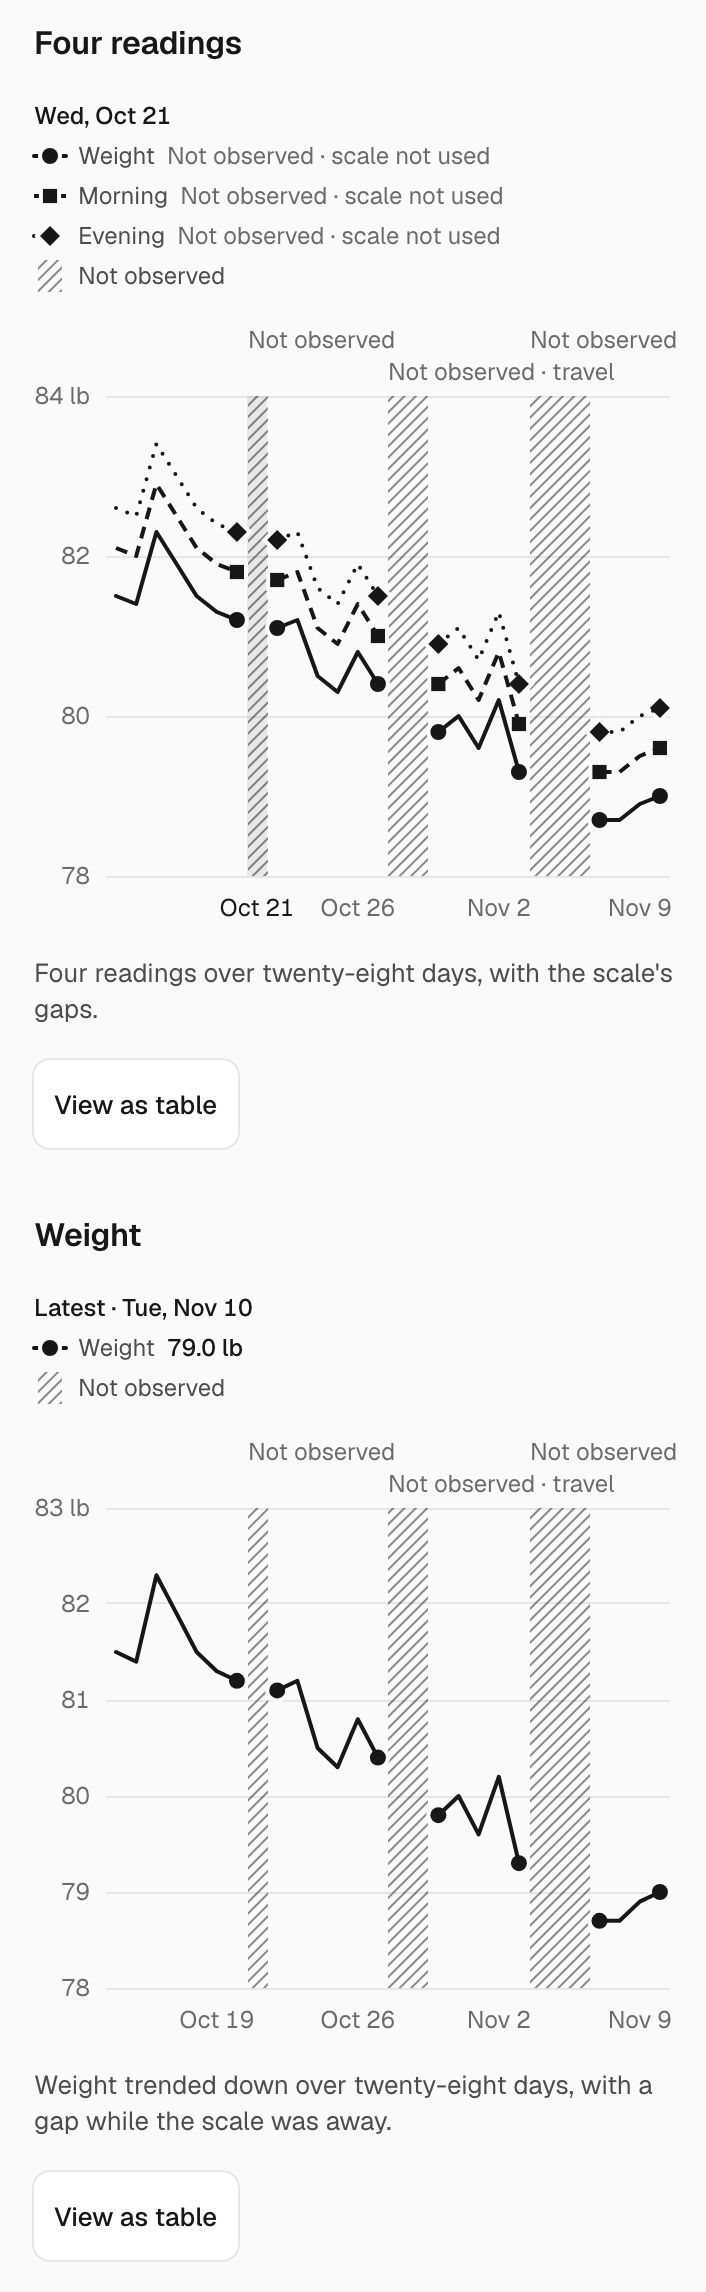 Four readings
Wed, Oct 21
Weight Not observed · scale not used
Morning Not observed · scale not used
Evening Not observed · scale not used
Not observed
Not observed Not observed
Not observed · travel
84 lb
82
80
78
Oct 21 Oct 26 Nov 2 Nov 9
Four readings over twenty-eight days, with the scale's
gaps.
View as table
Weight
Latest · Tue, Nov 10
Weight 79.0 lb
Not observed
Not observed Not observed
Not observed · travel
83 lb
82
81
80
79
78
Oct 19 Oct 26 Nov 2 Nov 9
Weight trended down over twenty-eight days, with a
gap while the scale was away.
View as table